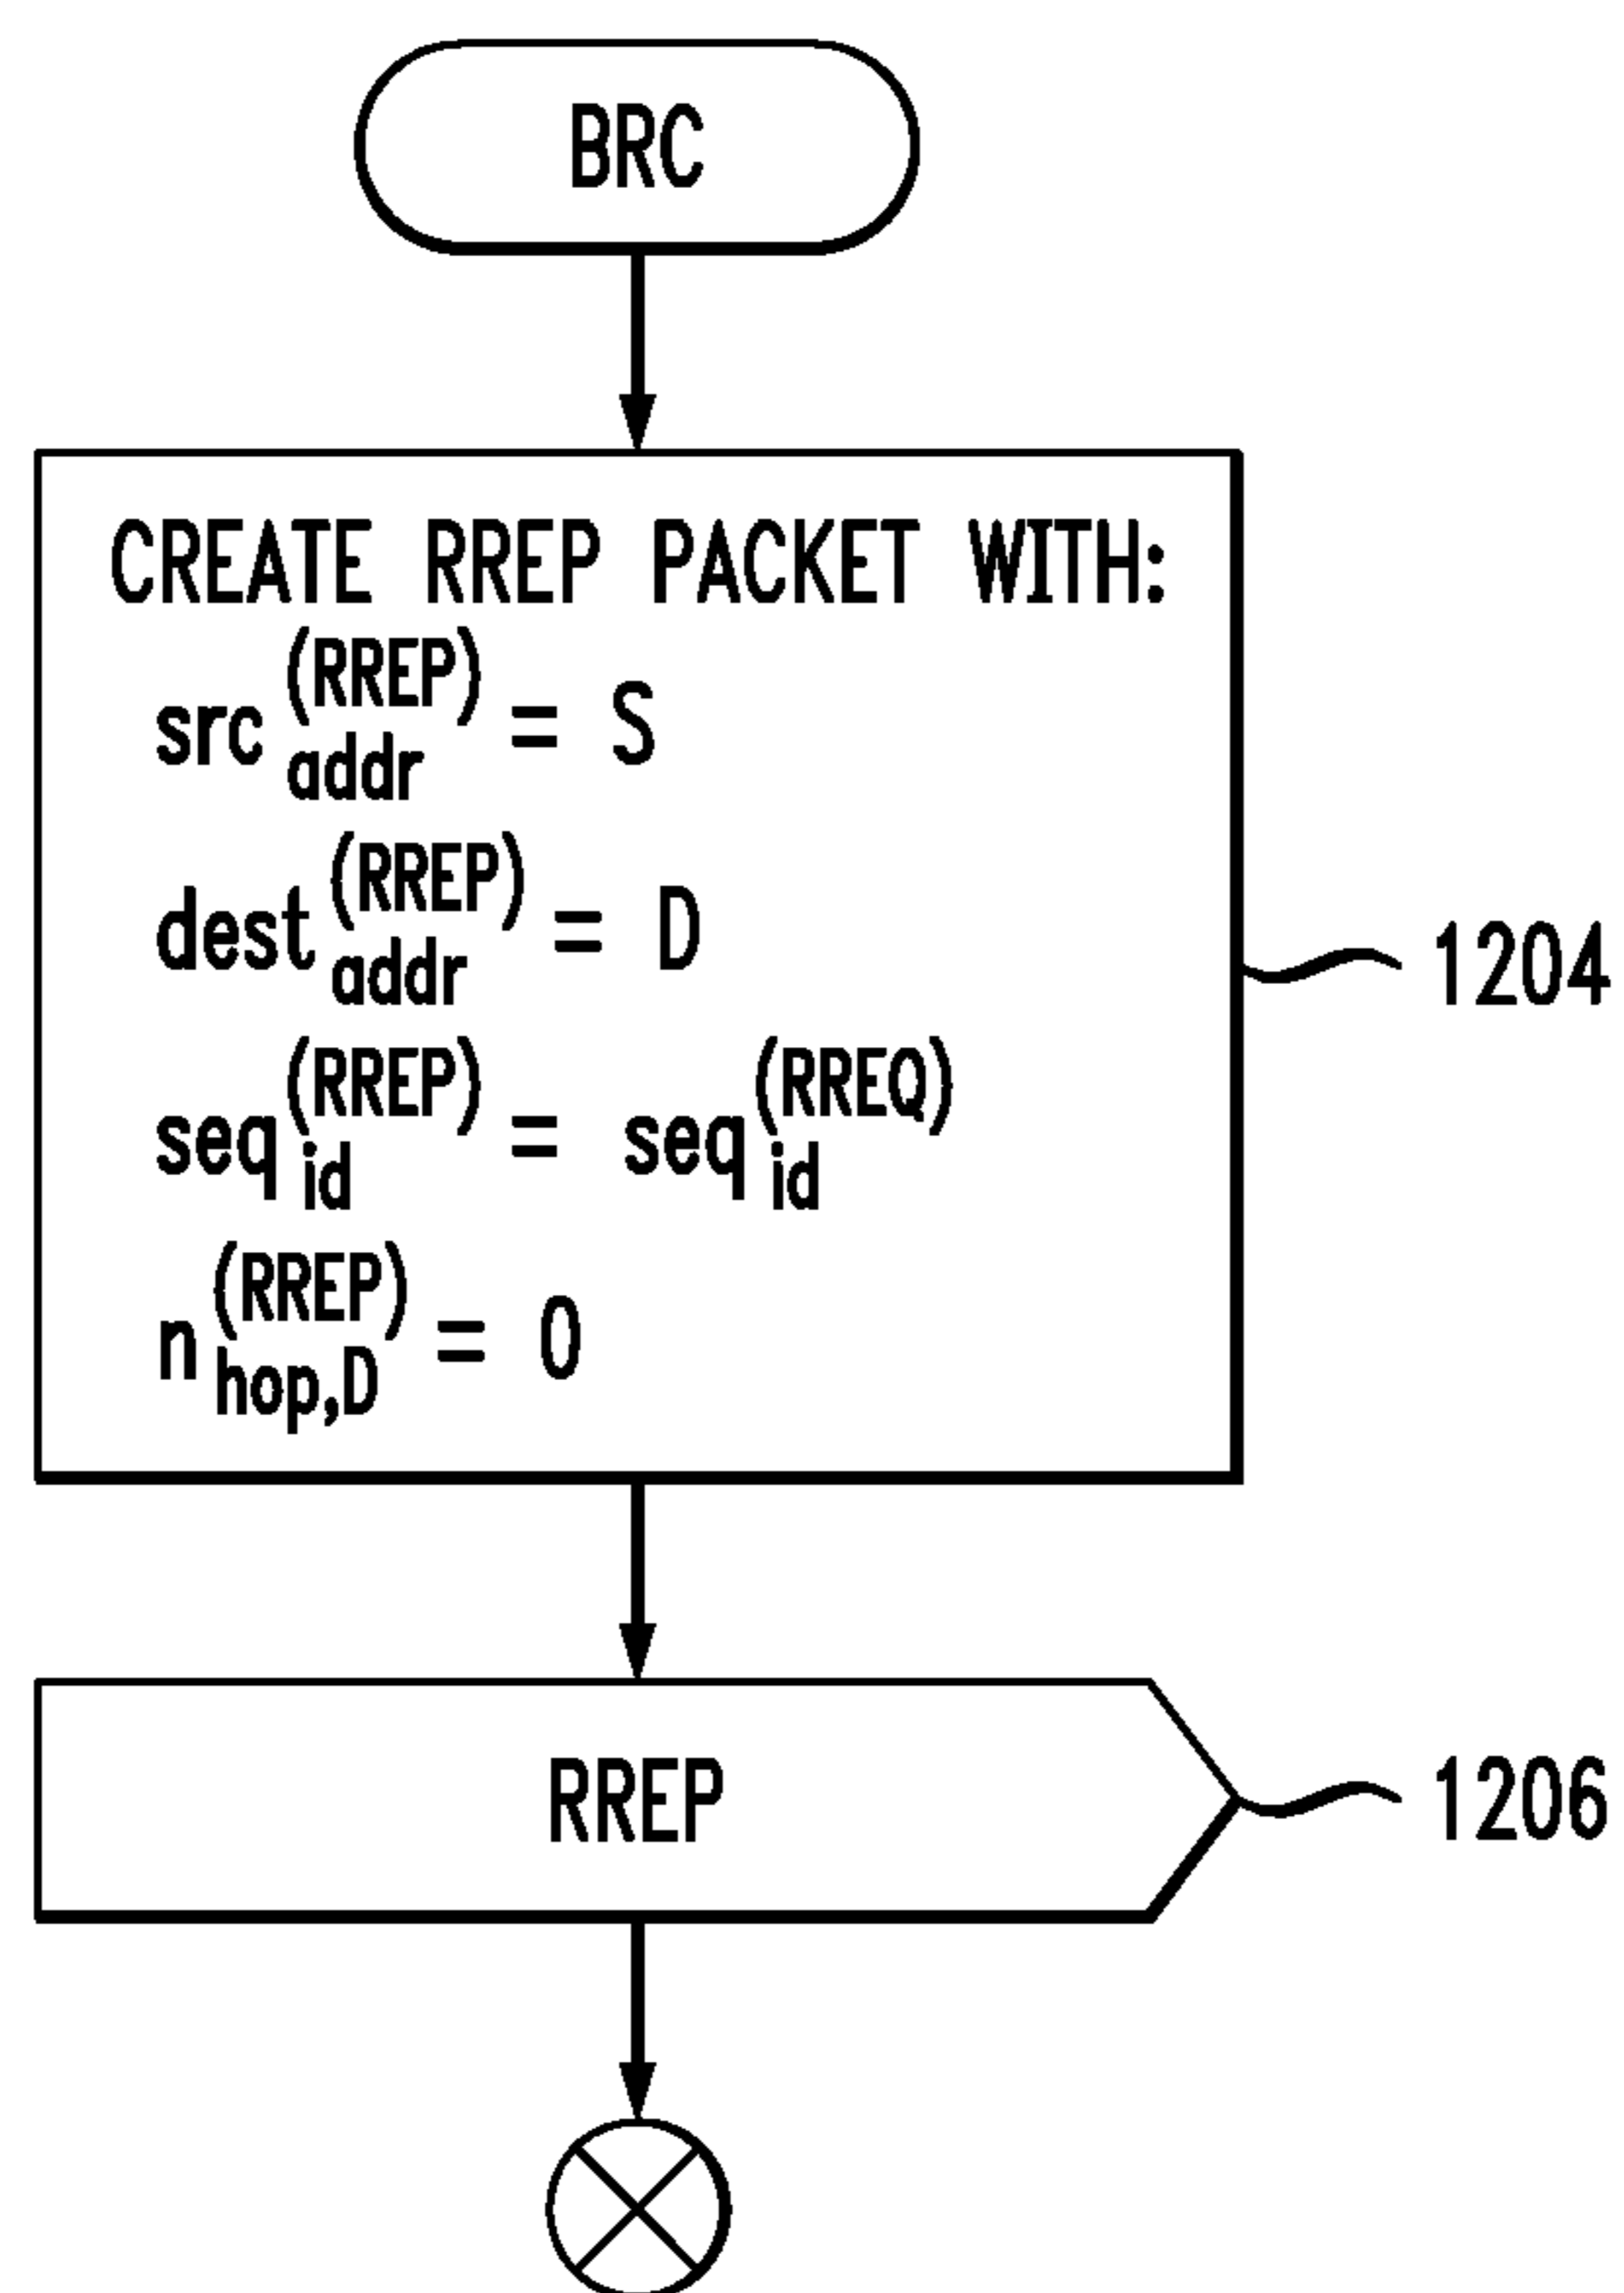 BRC
CREATE RREP PACKET WITH:
src addr (RREP) = S
dest addr (RREP) = D
seq id (RREP) = seq id (RREQ)
n hop,D (RREP) = 0
1204
RREP
1206